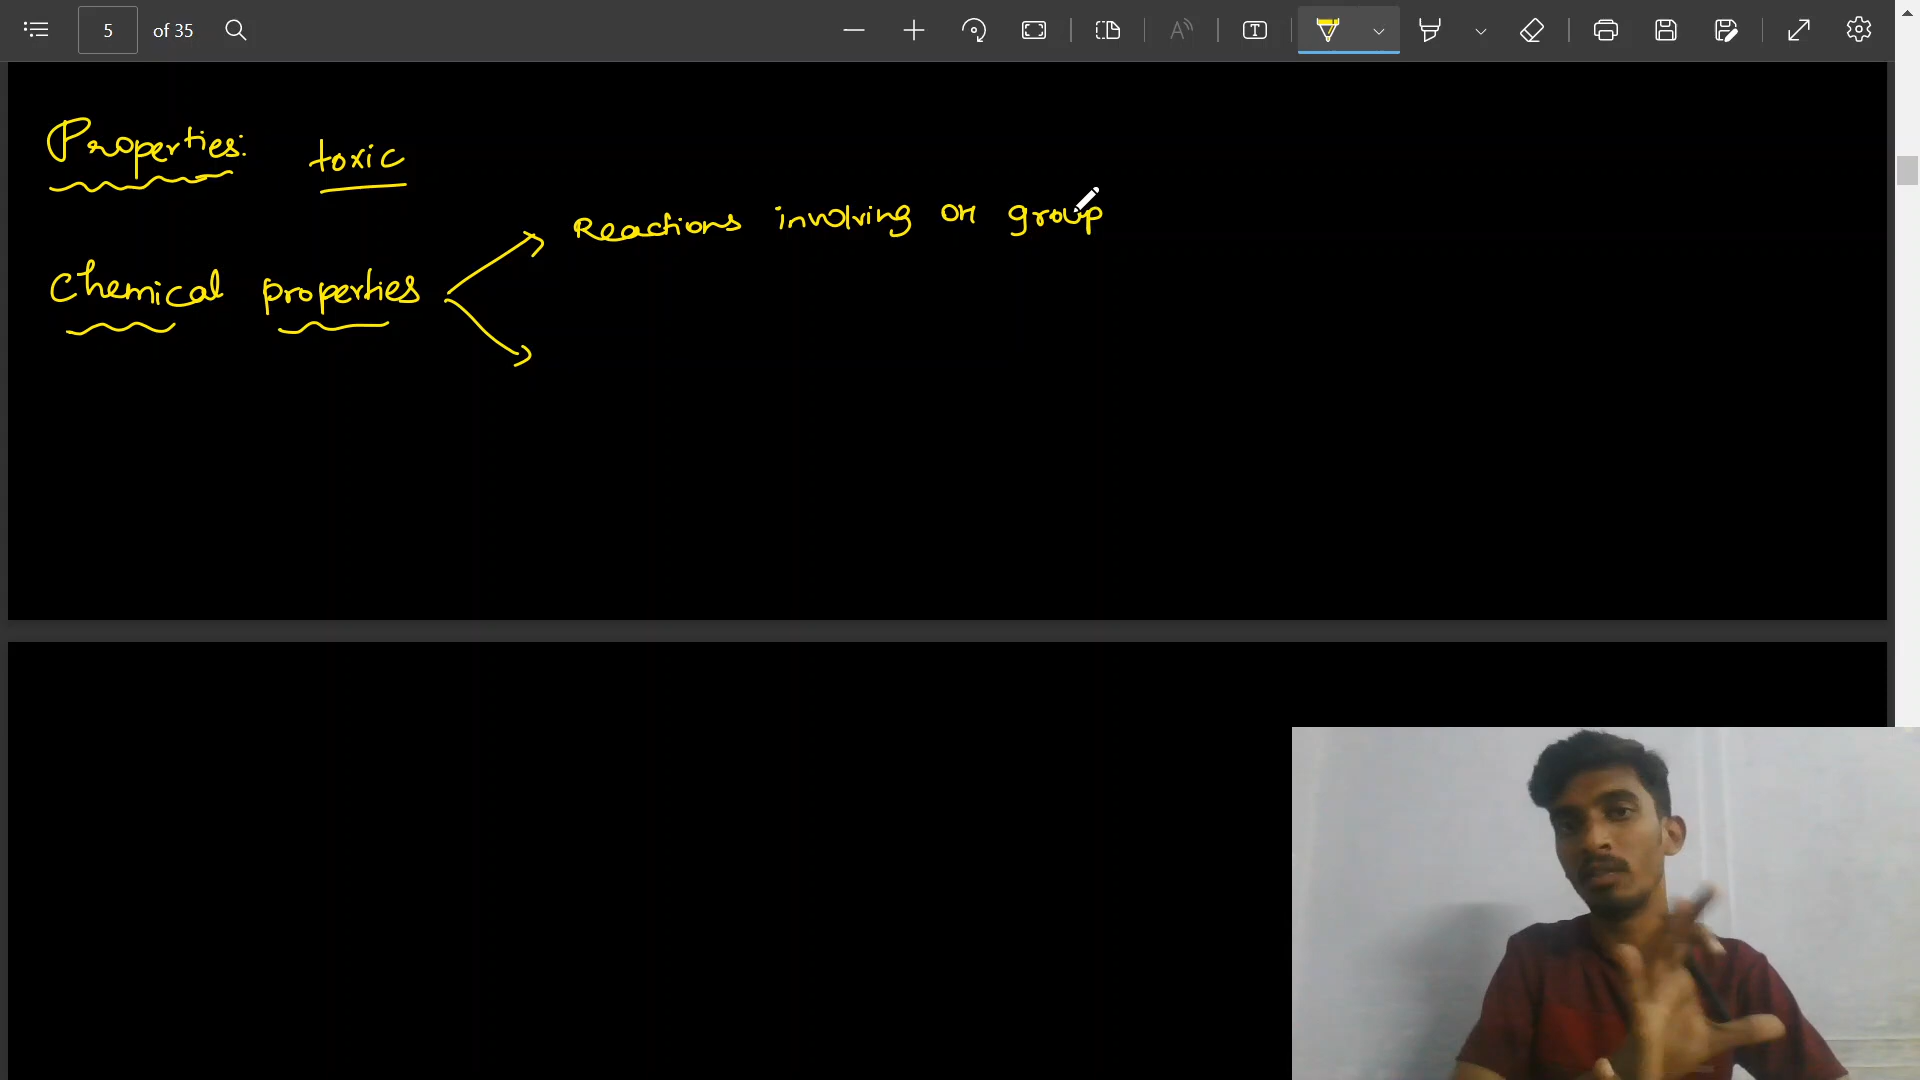 5 of 35
Properties: toxic
Reactions involving OH group
Chemical properties